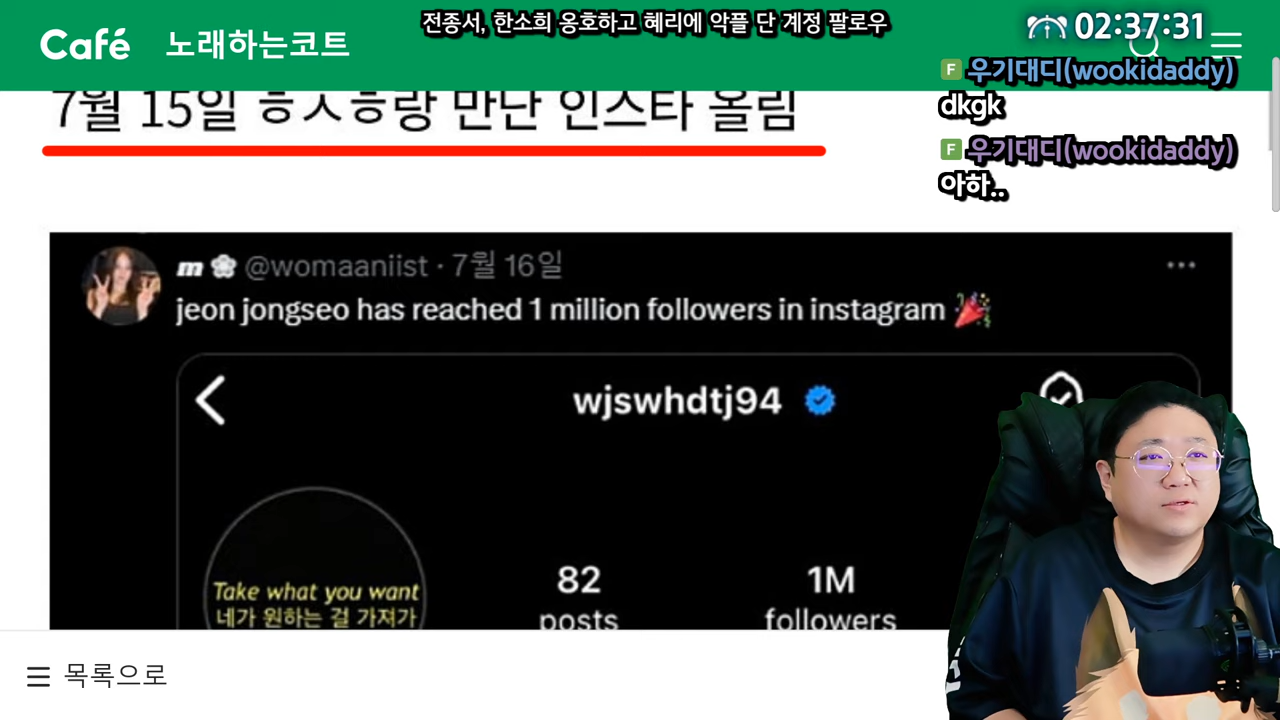 전종서, 한소희 옹호하고 혜리에 악플 단 계정 팔로우
02:37:31
Café 노래하는코트
F 우기대디(wookidaddy)
dkgk
F 우기대디(wookidaddy)
아하..
7월 15일 ㅎㅅㅎ랑 만난 인스타 올림
m @womaaniist · 7월 16일
jeon jongseo has reached 1 million followers in instagram
wjswhdtj94
Take what you want
네가 원하는 걸 가져가
82
posts
1M
followers
목록으로